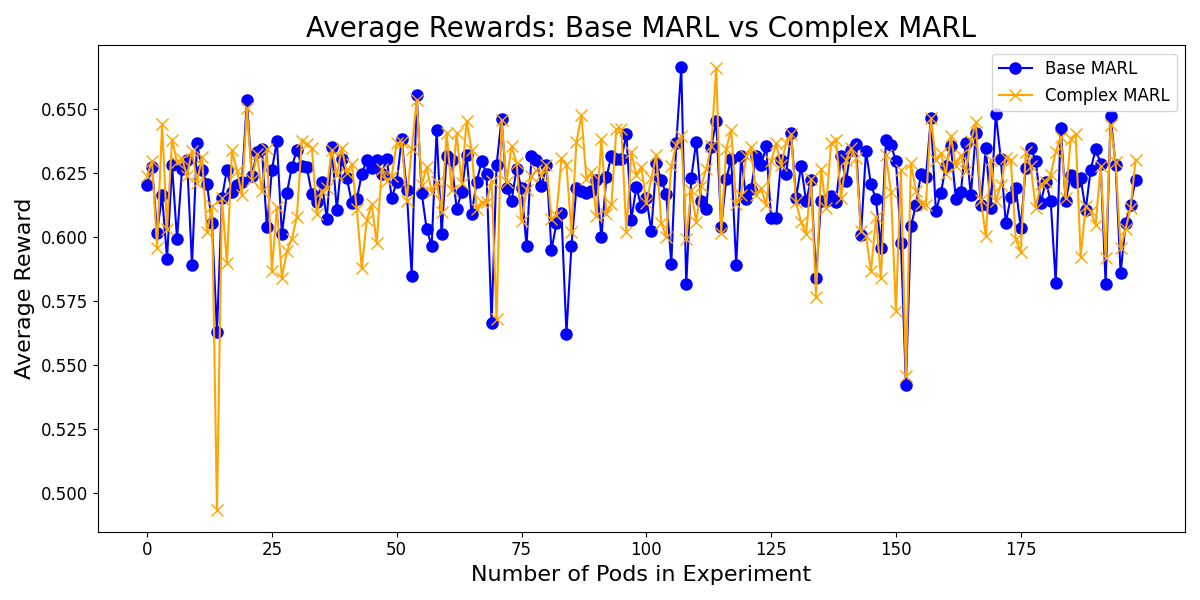 Average Rewards: Base MARL vs Complex MARL
Base MARL
Complex MARL
Average Reward
0.650
0.625
0.600
0.575
0.550
0.525
0.500
0 25 50 75 100 125 150 175
Number of Pods in Experiment